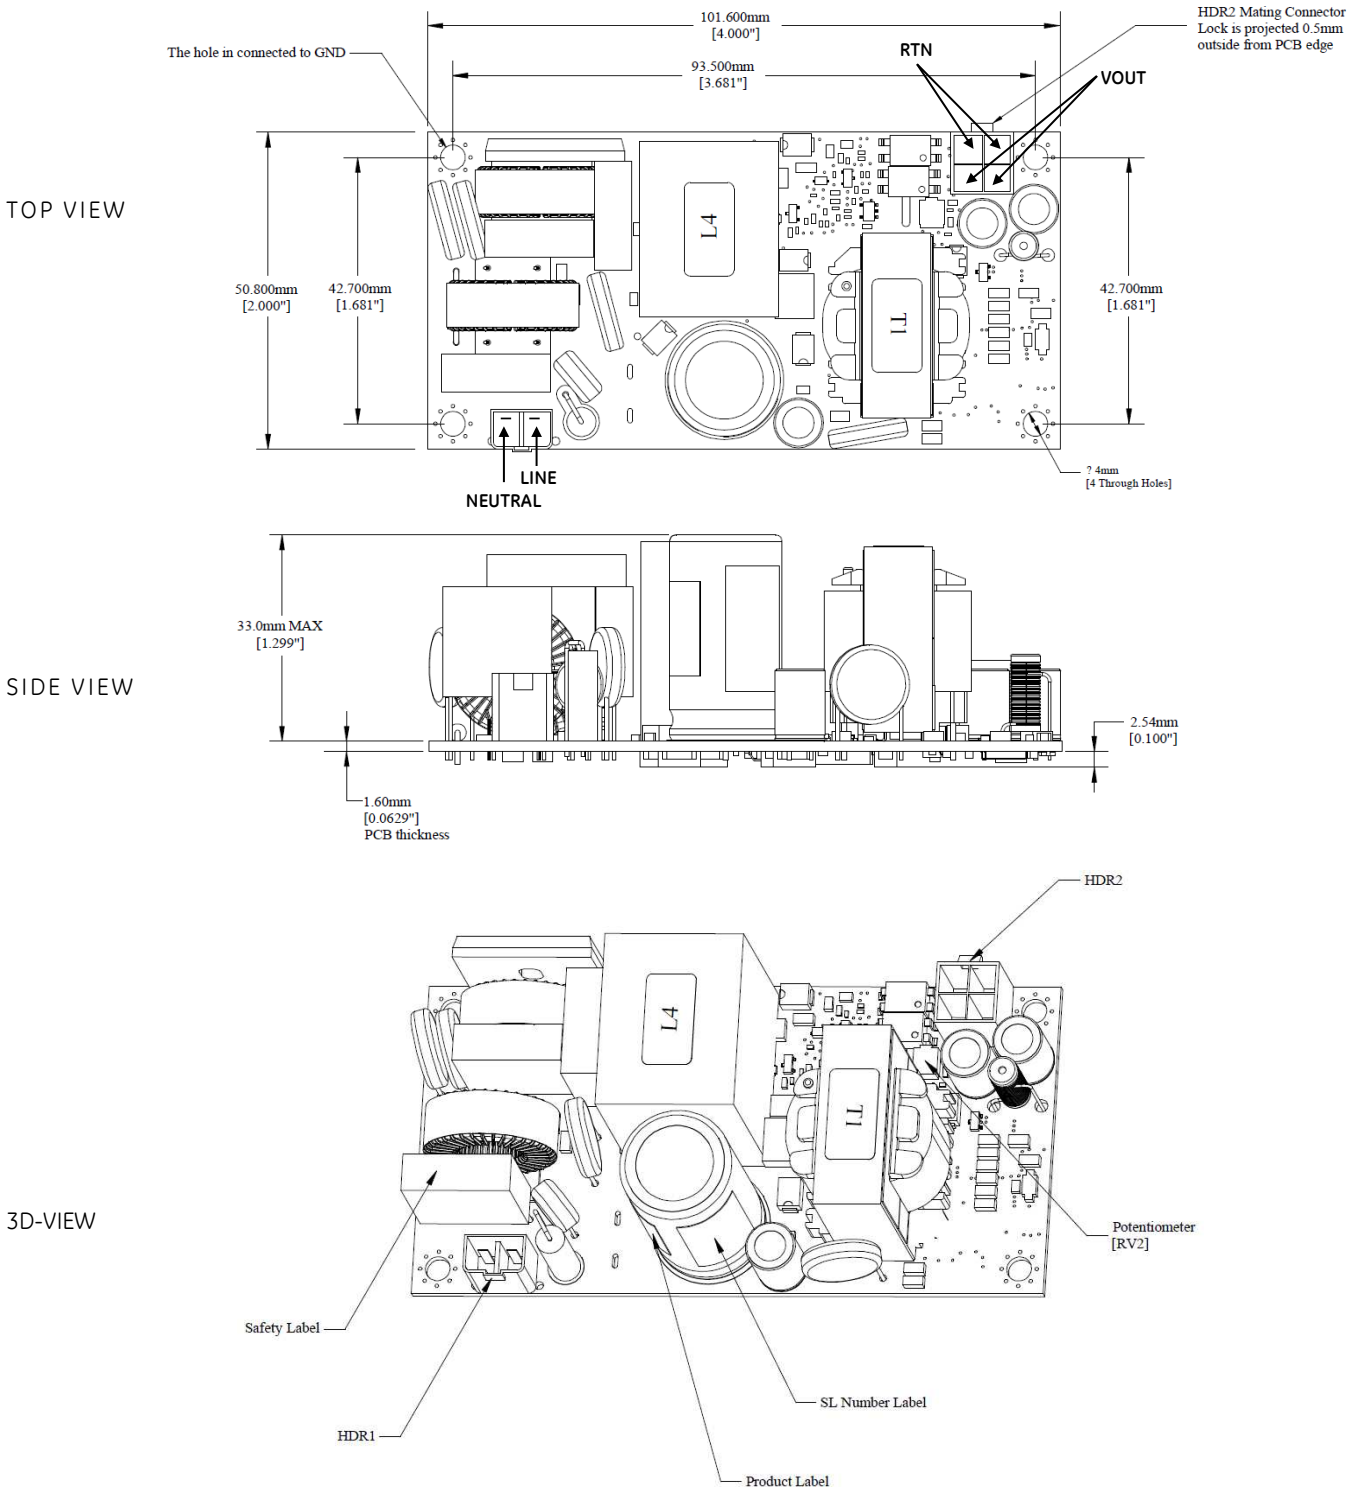 101.600mm
[4.000"]
HDR2 Mating Connector
Lock is projected 0.5mm
outside from PCB edge
The hole in connected to GND
93.500mm
[3.681"]
RTN
VOUT
TOP VIEW
L4
50.800mm
[2.000"]
42.700mm
[1.681"]
42.700mm
[1.681"]
T1
? 4mm
[4 Through Holes]
LINE
NEUTRAL
33.0mm MAX
[1.299"]
SIDE VIEW
2.54mm
[0.100"]
1.60mm
[0.0629"]
PCB thickness
HDR2
L4
T1
3D-VIEW
Potentiometer
[RV2]
Safety Label
SL Number Label
HDR1
Product Label